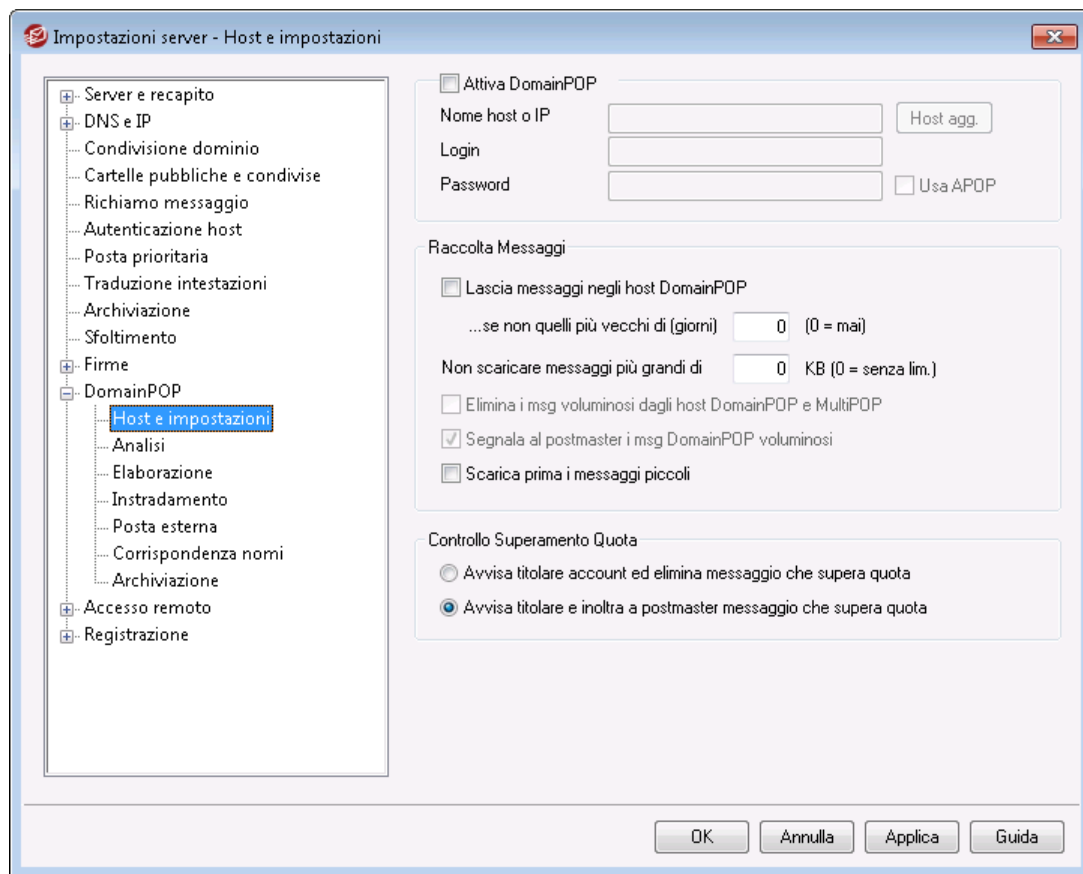 Impostazioni server - Host e impostazioni
Server e recapito
DNS e IP
Condivisione dominio
Cartelle pubbliche e condivise
Richiamo messaggio
Autenticazione host
Posta prioritaria
Traduzione intestazioni
Archiviazione
Sfoltimento
Firme
DomainPOP
Host e impostazioni
Analisi
Elaborazione
Instradamento
Posta esterna
Corrispondenza nomi
Archiviazione
Accesso remoto
Registrazione
Attiva DomainPOP
Nome host o IP Host agg.
Login
Password Usa APOP
Raccolta Messaggi
Lascia messaggi negli host DomainPOP
...se non quelli più vecchi di (giorni) 0 (0 = mai)
Non scaricare messaggi più grandi di 0 KB (0 = senza lim.)
Elimina i msg voluminosi dagli host DomainPOP e MultiPOP
Segnala al postmaster i msg DomainPOP voluminosi
Scarica prima i messaggi piccoli
Controllo Superamento Quota
Avvisa titolare account ed elimina messaggio che supera quota
Avvisa titolare e inoltra a postmaster messaggio che supera quota
OK Annulla Applica Guida